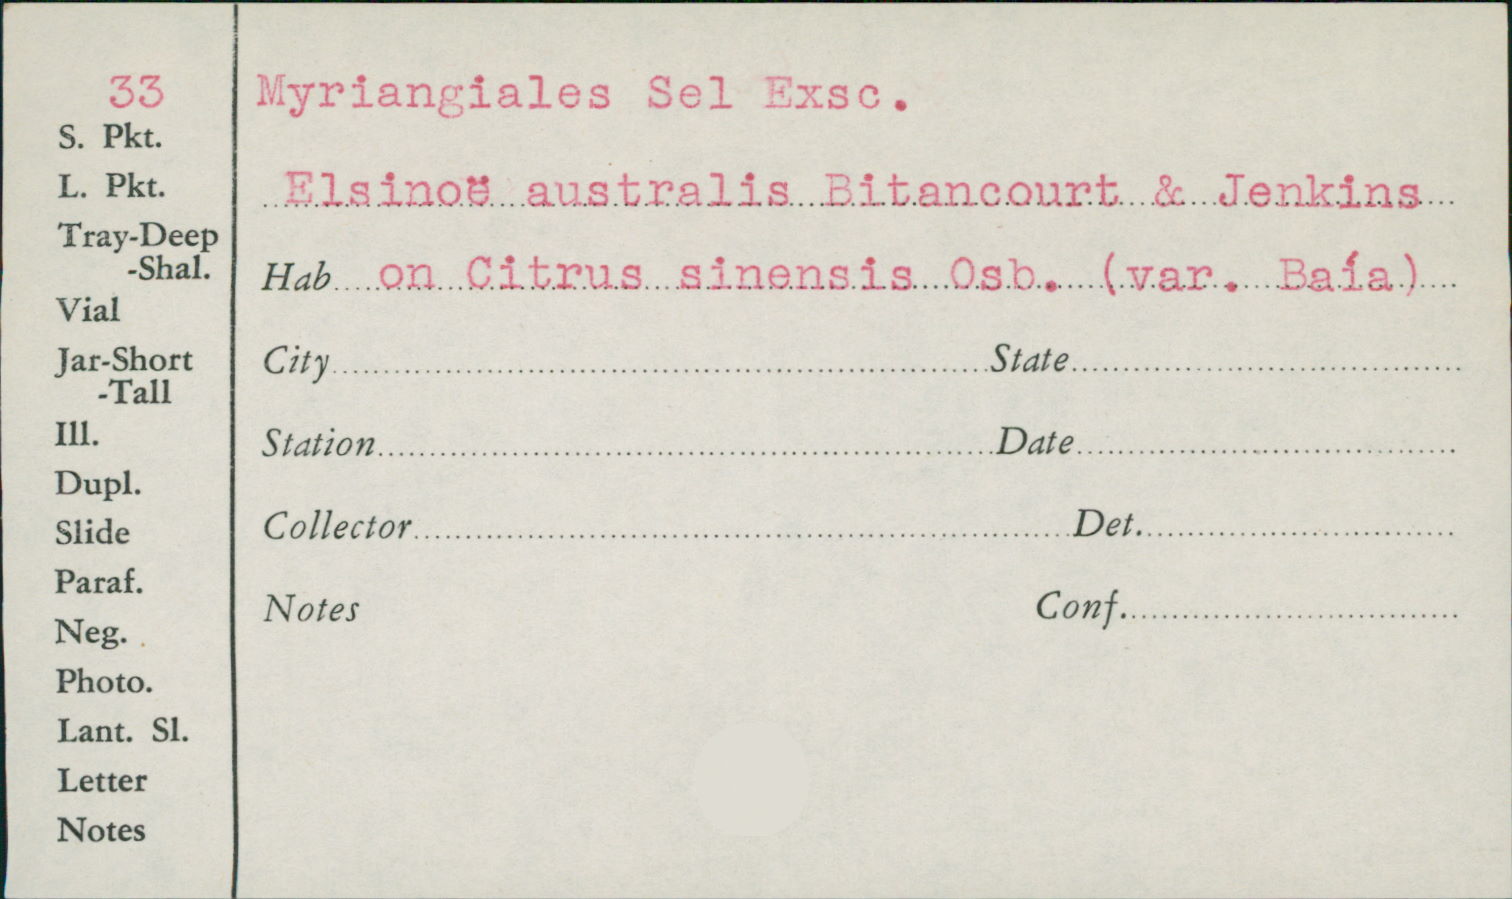 33
S. Pkt.
L. Pkt.
Tray-Deep
-Shal.
Vial
Jar-Short
-Tall
Ill.
Dupl.
Slide
Paraf.
Neg.
Photo.
Lant. Sl.
Letter
Notes
Myriangiales Sel Exsc.
Elsinoë australis Bitancourt & Jenkins
Hab on Citrus sinensis Osb. (var. Baía)
City State
Station Date
Collector Det.
Notes Conf.